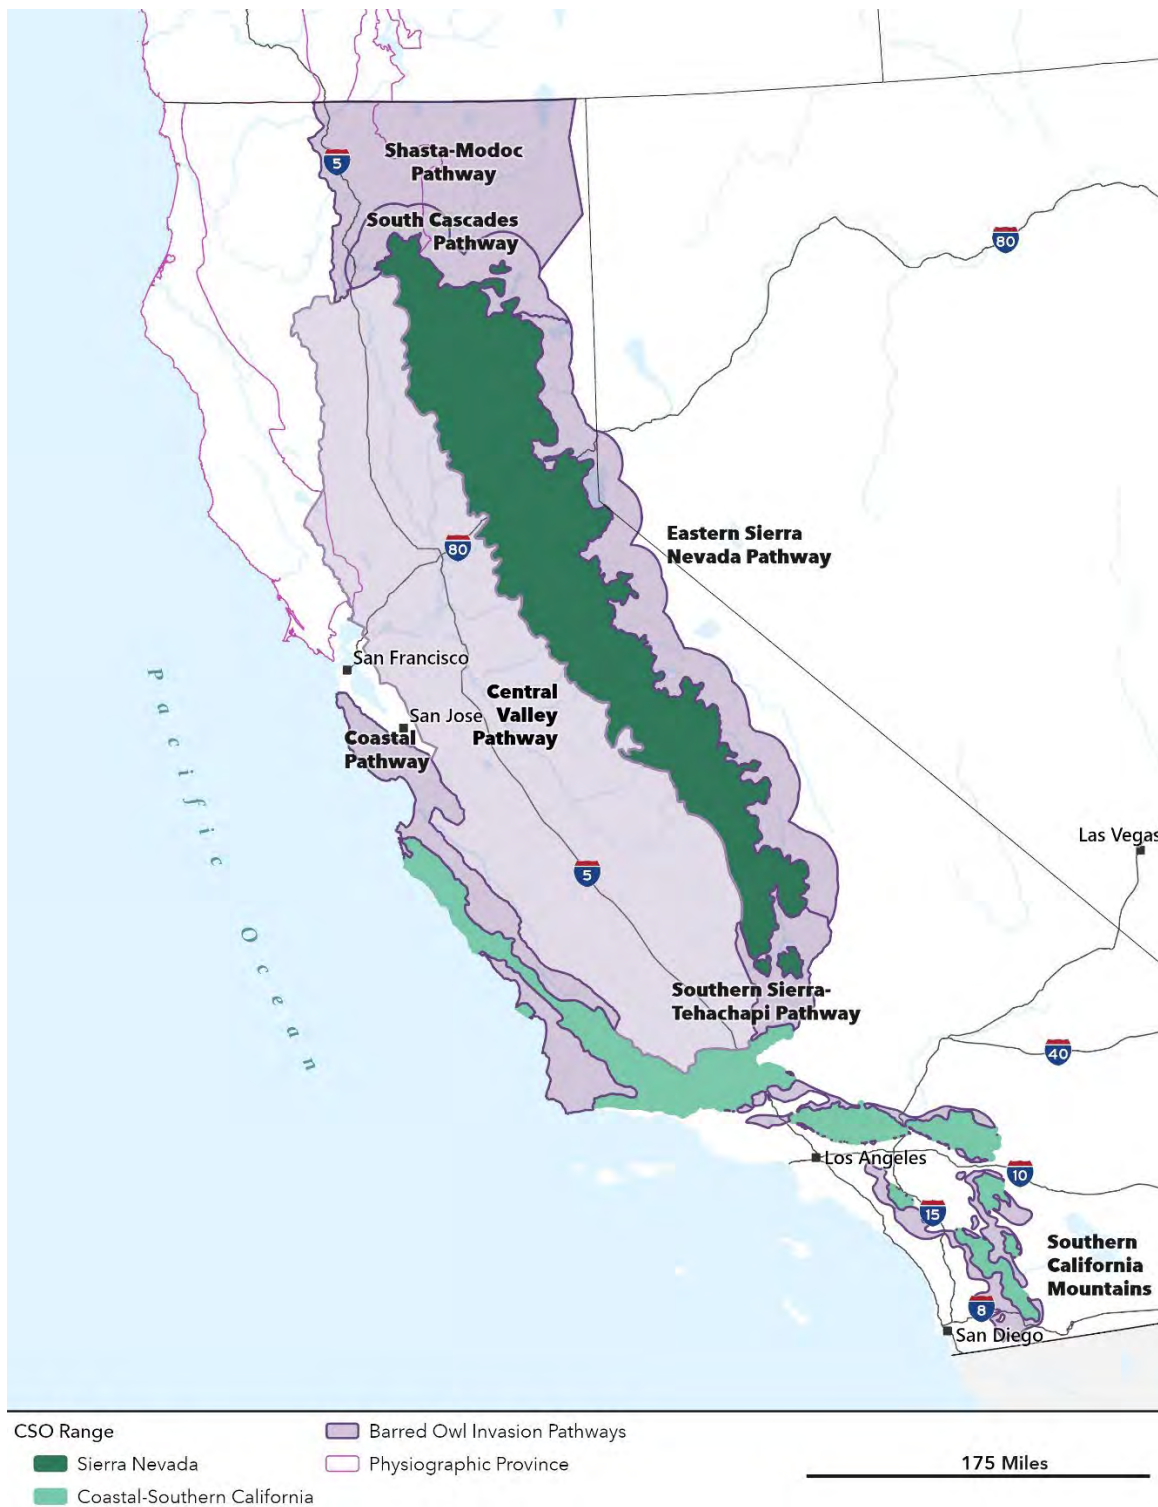 5
Shasta-Modoc
Pathway
South Cascades
Pathway
80
Eastern Sierra
Nevada Pathway
80
San Francisco
Central
Valley
Pathway
San Jose
Coastal
Pathway
Pacific Ocean
Las Vegas
5
Southern Sierra-
Tehachapi Pathway
40
Los Angeles
10
15
Southern
California
Mountains
8
San Diego
CSO Range
Sierra Nevada
Coastal-Southern California
Barred Owl Invasion Pathways
Physiographic Province
175 Miles